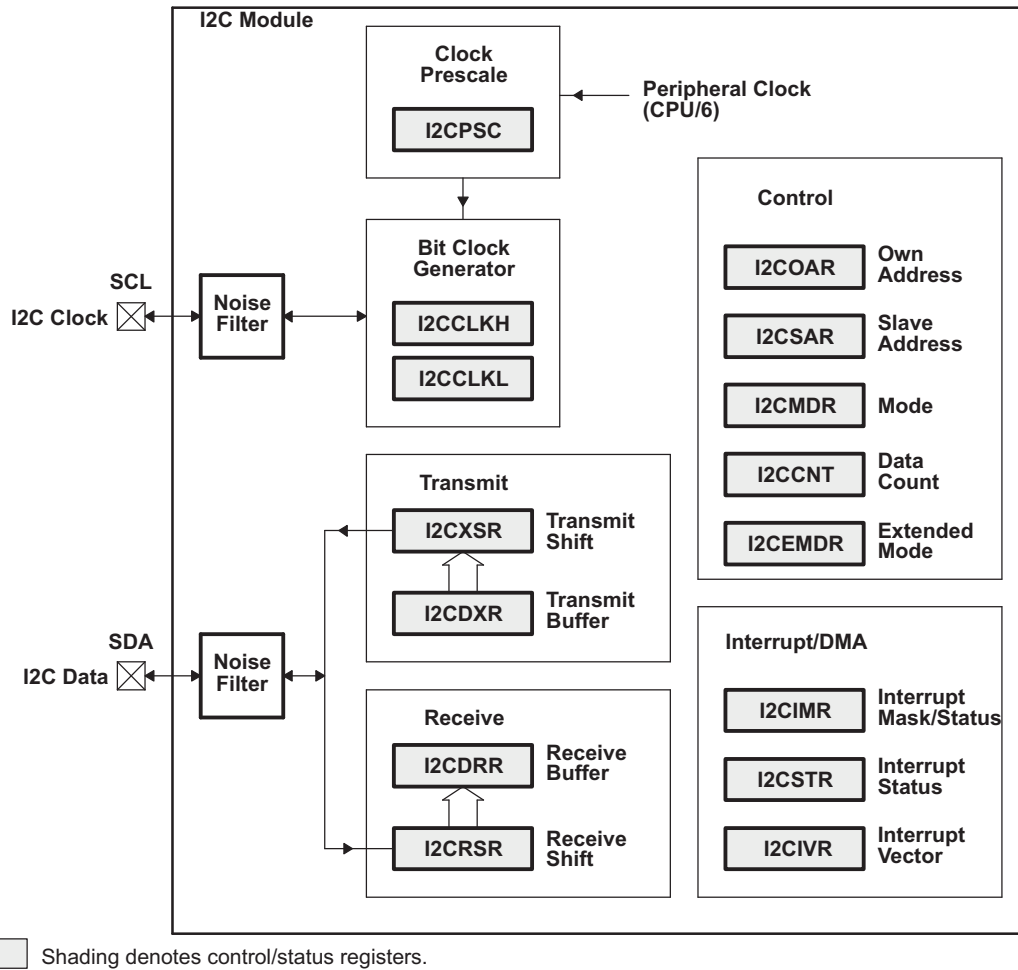 I2C Module
Clock
Prescale
I2CPSC
Peripheral Clock
(CPU/6)
Bit Clock
Generator
I2CCLKH
I2CCLKL
SCL
I2C Clock
Noise
Filter
Control
I2COAR
Own
Address
I2CSAR
Slave
Address
I2CMDR
Mode
I2CCNT
Data
Count
I2CEMDR
Extended
Mode
Transmit
I2CXSR
Transmit
Shift
I2CDXR
Transmit
Buffer
SDA
I2C Data
Noise
Filter
Receive
I2CDRR
Receive
Buffer
I2CRSR
Receive
Shift
Interrupt/DMA
I2CIMR
Interrupt
Mask/Status
I2CSTR
Interrupt
Status
I2CIVR
Interrupt
Vector
Shading denotes control/status registers.